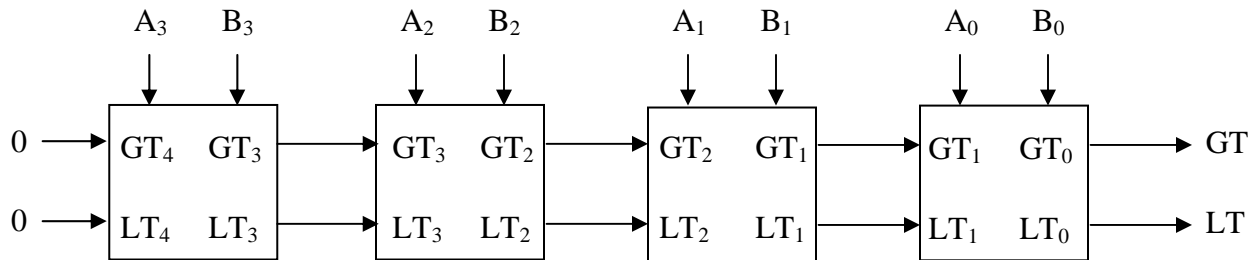 A₃ B₃ A₂ B₂ A₁ B₁ A₀ B₀
0 GT₄ GT₃ GT₃ GT₂ GT₂ GT₁ GT₁ GT₀ GT
0 LT₄ LT₃ LT₃ LT₂ LT₂ LT₁ LT₁ LT₀ LT